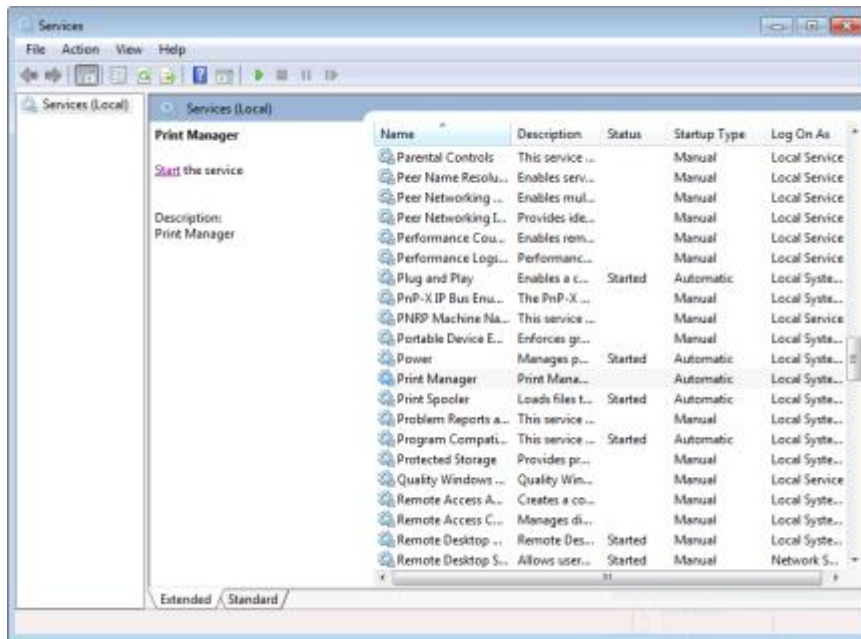 Services
File Action View Help
Services (Local)
Services (Local)
Print Manager
Start the service
Description:
Print Manager
Name Description Status Startup Type Log On As
Parental Controls This service ... Manual Local Service
Peer Name Resolu... Enables serv... Manual Local Service
Peer Networking ... Enables mul... Manual Local Service
Peer Networking I... Provides ide... Manual Local Service
Performance Cou... Enables rem... Manual Local Service
Performance Logs... Performanc... Manual Local Service
Plug and Play Enables a c... Started Automatic Local Syste...
PnP-X IP Bus Enu... The PnP-X ... Manual Local Syste...
PNRP Machine Na... This service ... Manual Local Service
Portable Device E... Enforces gr... Manual Local Syste...
Power Manages p... Started Automatic Local Syste...
Print Manager Print Mana... Automatic Local Syste...
Print Spooler Loads files t... Started Automatic Local Syste...
Problem Reports a... This service ... Manual Local Syste...
Program Compati... This service ... Started Automatic Local Syste...
Protected Storage Provides pr... Manual Local Syste...
Quality Windows ... Quality Win... Manual Local Service
Remote Access A... Creates a co... Manual Local Syste...
Remote Access C... Manages di... Manual Local Syste...
Remote Desktop ... Remote Des... Started Manual Local Syste...
Remote Desktop S... Allows user... Started Manual Network S...
Extended Standard